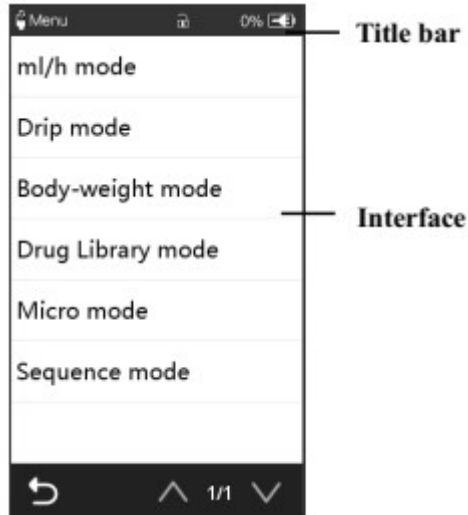 Menu 0%
Title bar
ml/h mode
Drip mode
Body-weight mode
Interface
Drug Library mode
Micro mode
Sequence mode
1/1